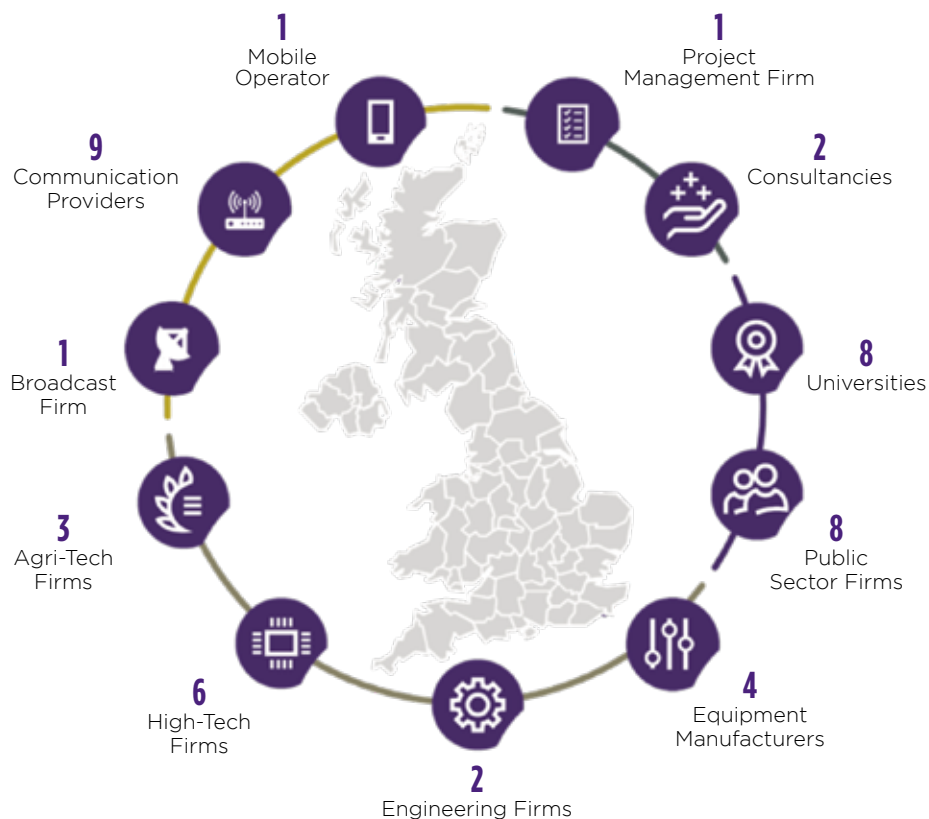 1
Mobile
Operator
1
Project
Management Firm
2
Consultancies
8
Universities
8
Public
Sector Firms
4
Equipment
Manufacturers
2
Engineering Firms
6
High-Tech
Firms
3
Agri-Tech
Firms
1
Broadcast
Firm
9
Communication
Providers